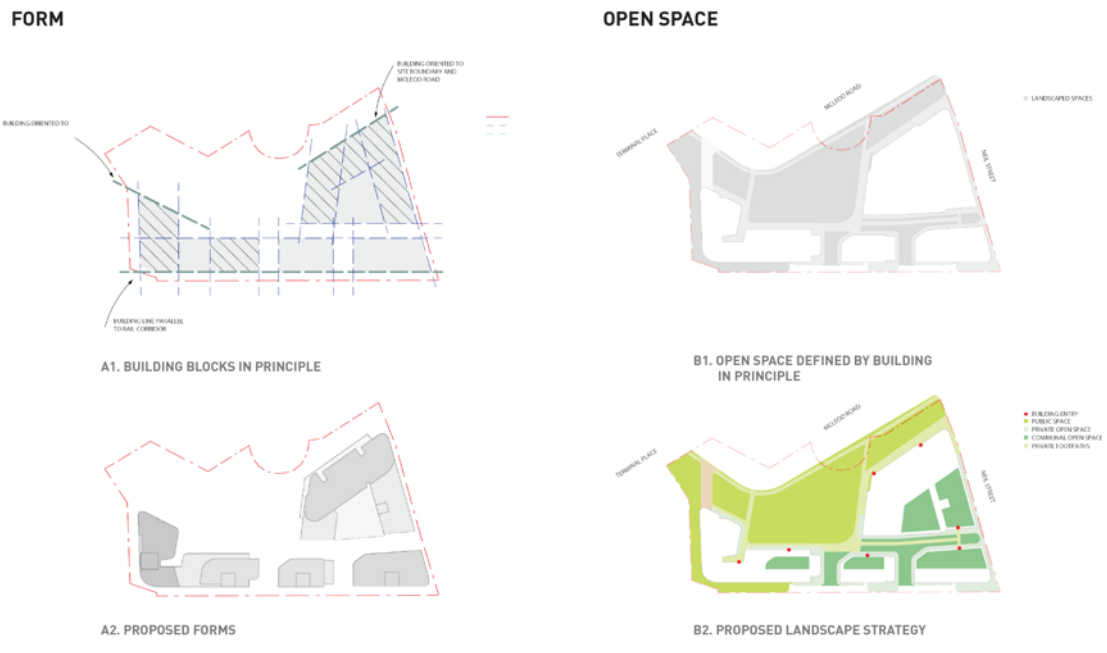 FORM
OPEN SPACE
BUILDING ORIENTED TO
SITE BOUNDARY AND
MCLEOD ROAD
BUILDING ORIENTED TO
BUILDING LINE PARALLEL
TO RAIL CORRIDOR
A1. BUILDING BLOCKS IN PRINCIPLE
TERMINAL PLACE
MCLEOD ROAD
NEIL STREET
LANDSCAPED SPACES
B1. OPEN SPACE DEFINED BY BUILDING
IN PRINCIPLE
A2. PROPOSED FORMS
TERMINAL PLACE
MCLEOD ROAD
NEIL STREET
BUILDING ENTRY
PUBLIC SPACE
PRIVATE OPEN SPACE
COMMUNAL OPEN SPACE
PRIVATE FOOTPATHS
B2. PROPOSED LANDSCAPE STRATEGY